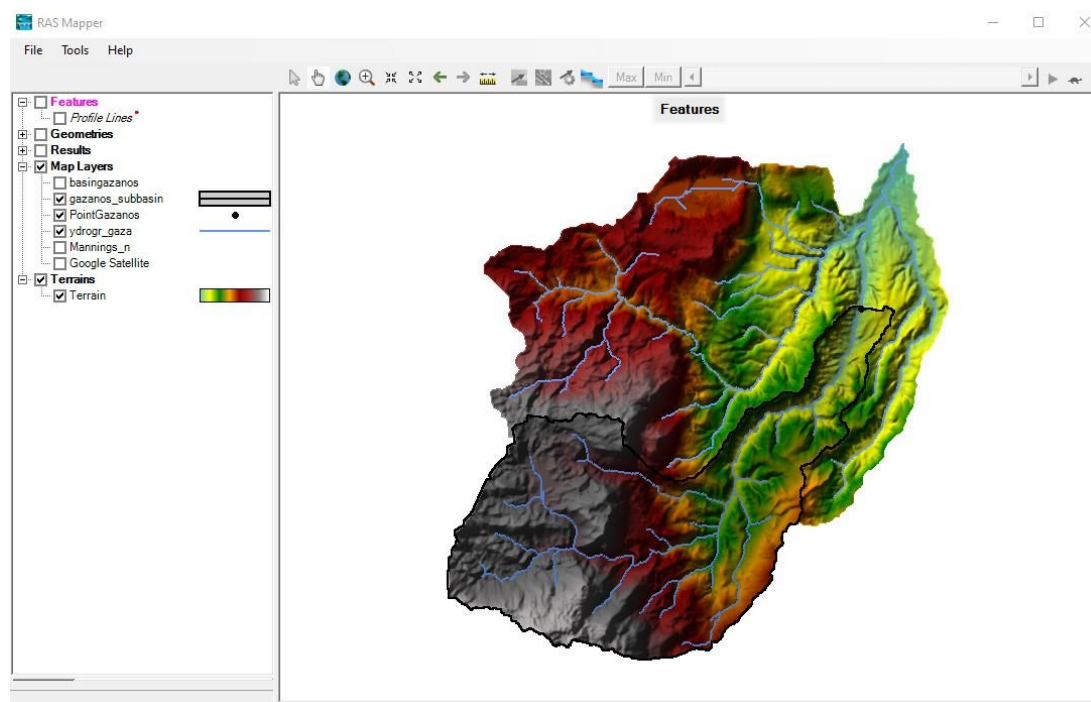 RAS Mapper
File Tools Help
Max Min
Features
Profile Lines
Geometries
Results
Map Layers
basingazanos
gazanos_subbasin
PointGazanos
ydrogr_gaza
Mannings_n
Google Satellite
Terrains
Terrain
Features